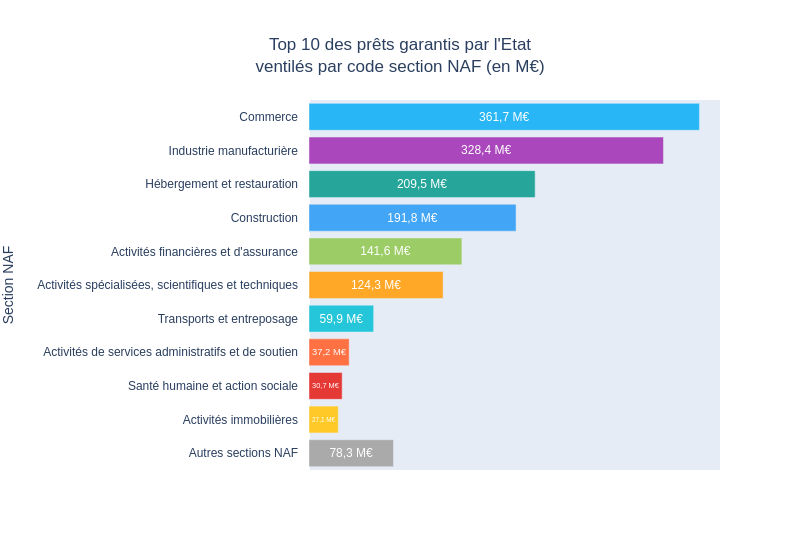 Top 10 des prêts garantis par l'Etat
ventilés par code section NAF (en M€)
Section NAF
Commerce 361,7 M€
Industrie manufacturière 328,4 M€
Hébergement et restauration 209,5 M€
Construction 191,8 M€
Activités financières et d'assurance 141,6 M€
Activités spécialisées, scientifiques et techniques 124,3 M€
Transports et entreposage 59,9 M€
Activités de services administratifs et de soutien 37,2 M€
Santé humaine et action sociale 30,7 M€
Activités immobilières 27,1 M€
Autres sections NAF 78,3 M€